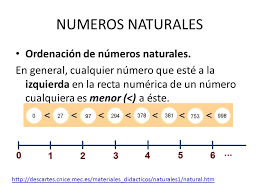 NUMEROS NATURALES
• Ordenación de números naturales.
En general, cualquier número que esté a la
izquierda en la recta numérica de un número
cualquiera es menor (<) a éste.
0 < 27 < 97 < 294 < 378 < 381 < 753 < 998
0 1 2 3 4 5 6 ...
http://descartes.cnice.mec.es/materiales_didacticos/naturales1/natural.htm